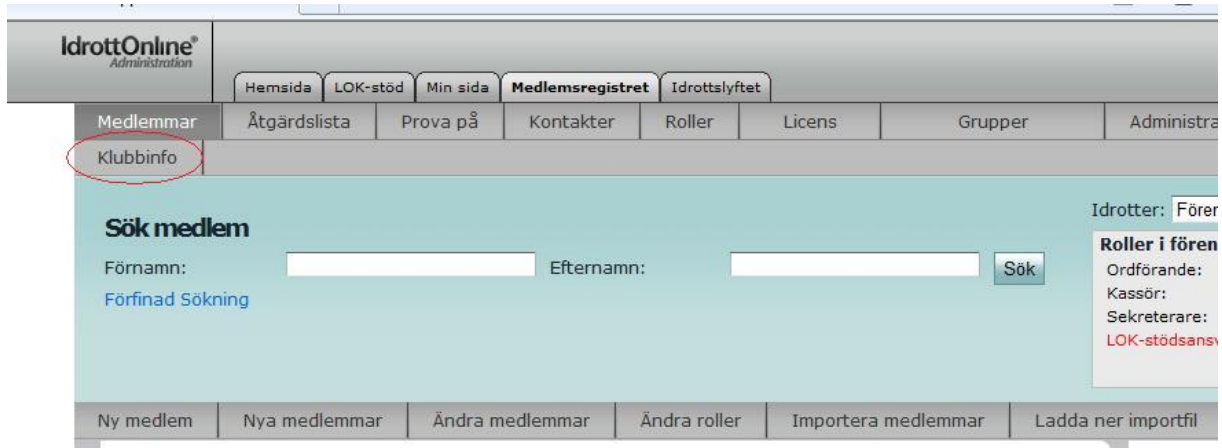 IdrottOnline®
Administration
Hemsida LOK-stöd Min sida Medlemsregistret Idrottslyftet
Medlemmar Åtgärdslista Prova på Kontakter Roller Licens Grupper Administra
Klubbinfo
Idrotter: Fören
Sök medlem
Förnamn: Efternamn: Sök
Förfinad Sökning
Roller i fören
Ordförande:
Kassör:
Sekreterare:
LOK-stödsansv
Ny medlem Nya medlemmar Ändra medlemmar Ändra roller Importera medlemmar Ladda ner importfil